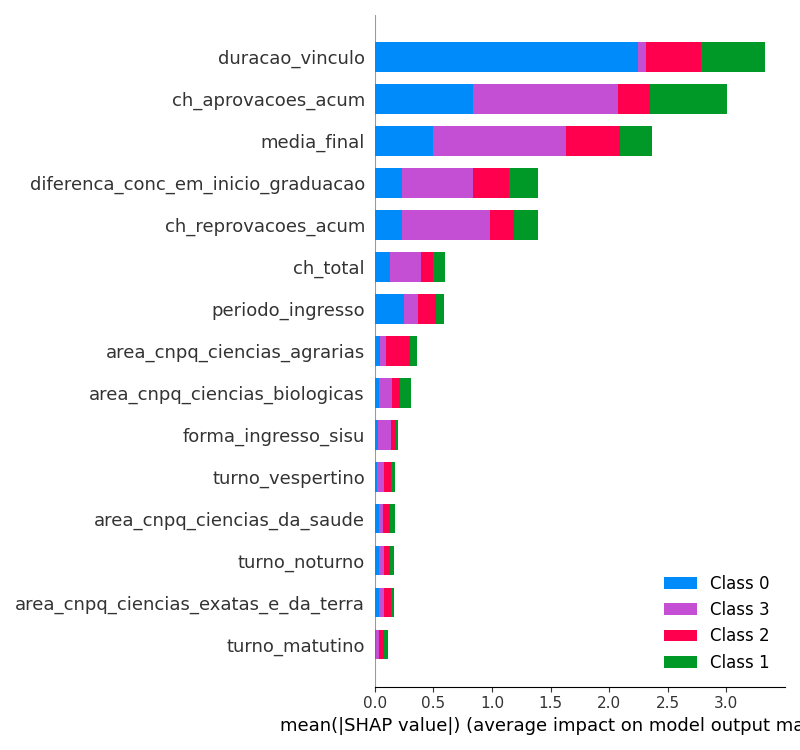 duracao_vinculo
ch_aprovacoes_acum
media_final
diferenca_conc_em_inicio_graduacao
ch_reprovacoes_acum
ch_total
periodo_ingresso
area_cnpq_ciencias_agrarias
area_cnpq_ciencias_biologicas
forma_ingresso_sisu
turno_vespertino
area_cnpq_ciencias_da_saude
turno_noturno
area_cnpq_ciencias_exatas_e_da_terra
turno_matutino
Class 0
Class 3
Class 2
Class 1
0.0 0.5 1.0 1.5 2.0 2.5 3.0
mean(|SHAP value|) (average impact on model output ma